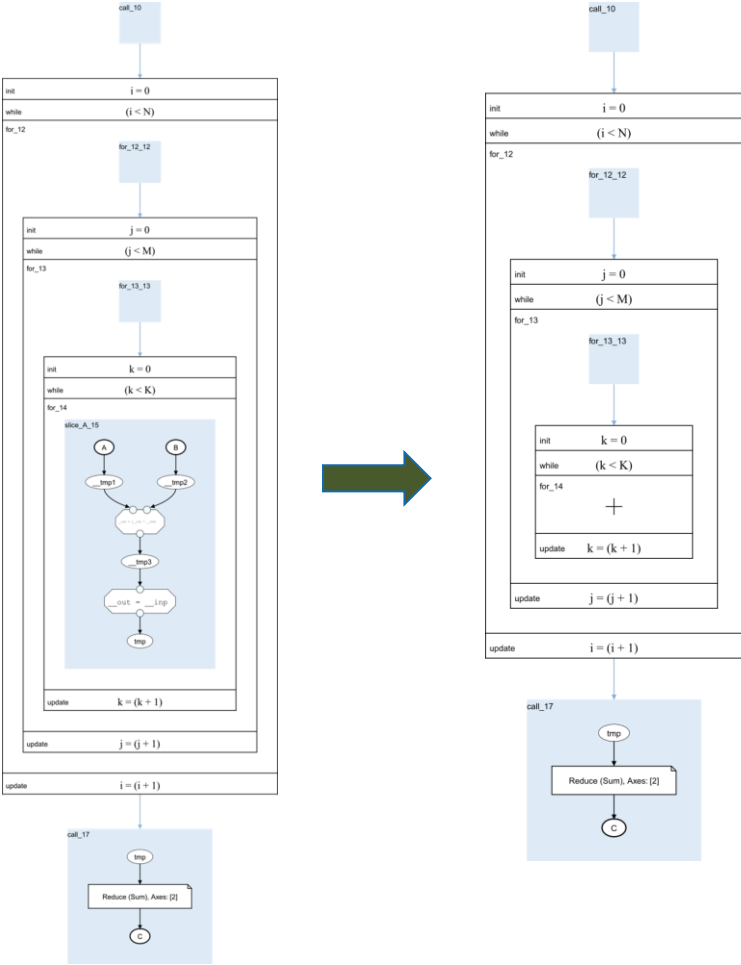 call_10
init i = 0
while (i < N)
for_12
for_12_12
init j = 0
while (j < M)
for_13
for_13_13
init k = 0
while (k < K)
for_14
slice_A_15
A B
__tmp1 __tmp2
__tmp3
__out = __inp
tmp
update k = (k + 1)
update j = (j + 1)
update i = (i + 1)
call_17
tmp
Reduce (Sum), Axes: [2]
C
call_10
init i = 0
while (i < N)
for_12
for_12_12
init j = 0
while (j < M)
for_13
for_13_13
init k = 0
while (k < K)
for_14
+
update k = (k + 1)
update j = (j + 1)
update i = (i + 1)
call_17
tmp
Reduce (Sum), Axes: [2]
C